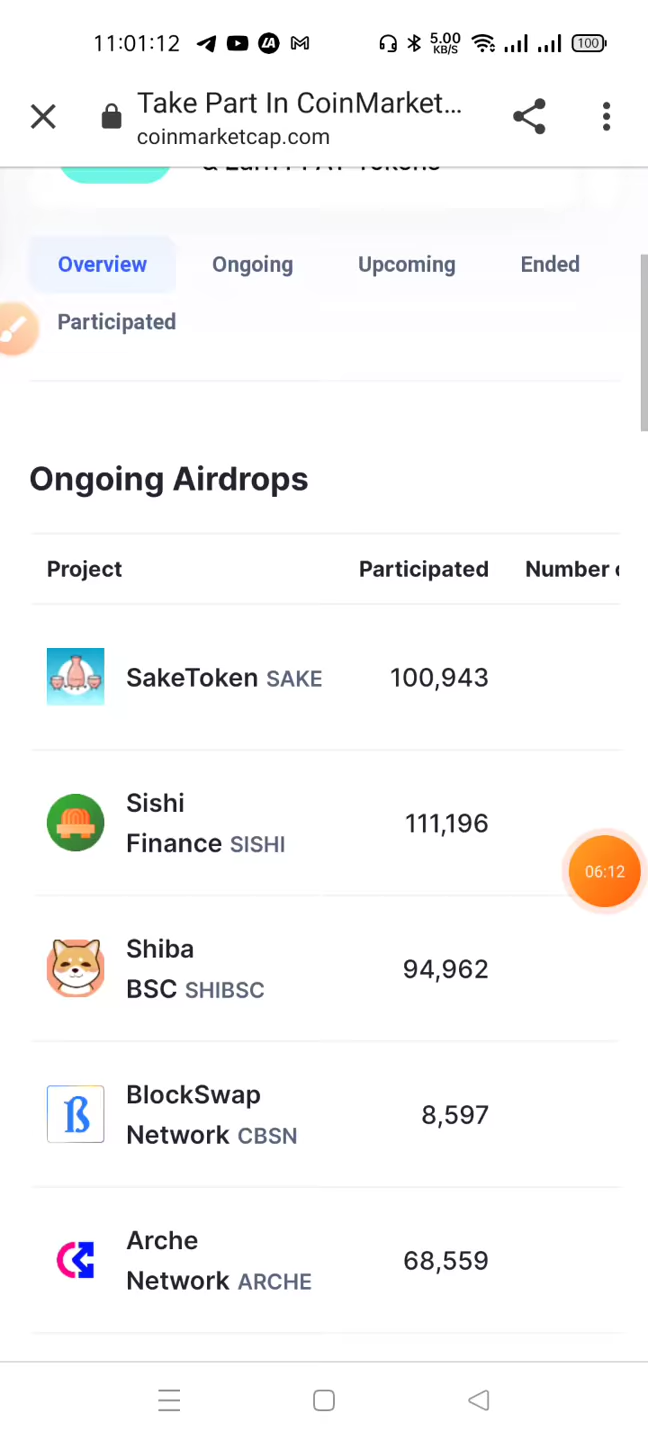 11:01:12 5.00 KB/S 100
Take Part In CoinMarket...
coinmarketcap.com
Overview Ongoing Upcoming Ended
Participated
Ongoing Airdrops
Project Participated Number
SakeToken SAKE 100,943
Sishi
Finance SISHI 111,196
06:12
Shiba
BSC SHIBSC 94,962
BlockSwap
Network CBSN 8,597
Arche
Network ARCHE 68,559